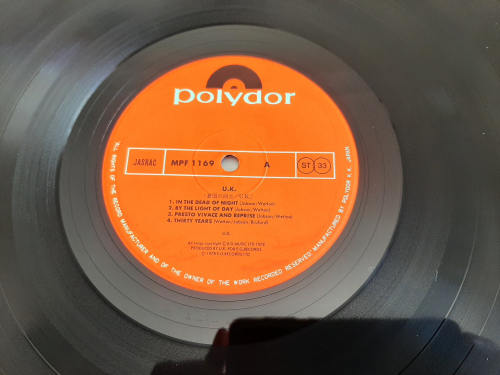 polydor
JASRAC
MPF 1169
A
ST 33
U.K.
1. IN THE DEAD OF NIGHT (Jobson/Wetton)
2. BY THE LIGHT OF DAY (Jobson/Wetton)
3. PRESTO VIVACE AND REPRISE (Jobson/Wetton)
4. THIRTY YEARS (Wetton/Jobson/Bruford)
U.K.
ALL RIGHTS OF THE RECORD MANUFACTURER AND OF THE OWNER OF THE WORK RECORDED RESERVED/MANUFACTURED BY POLYDOR K.K. JAPAN